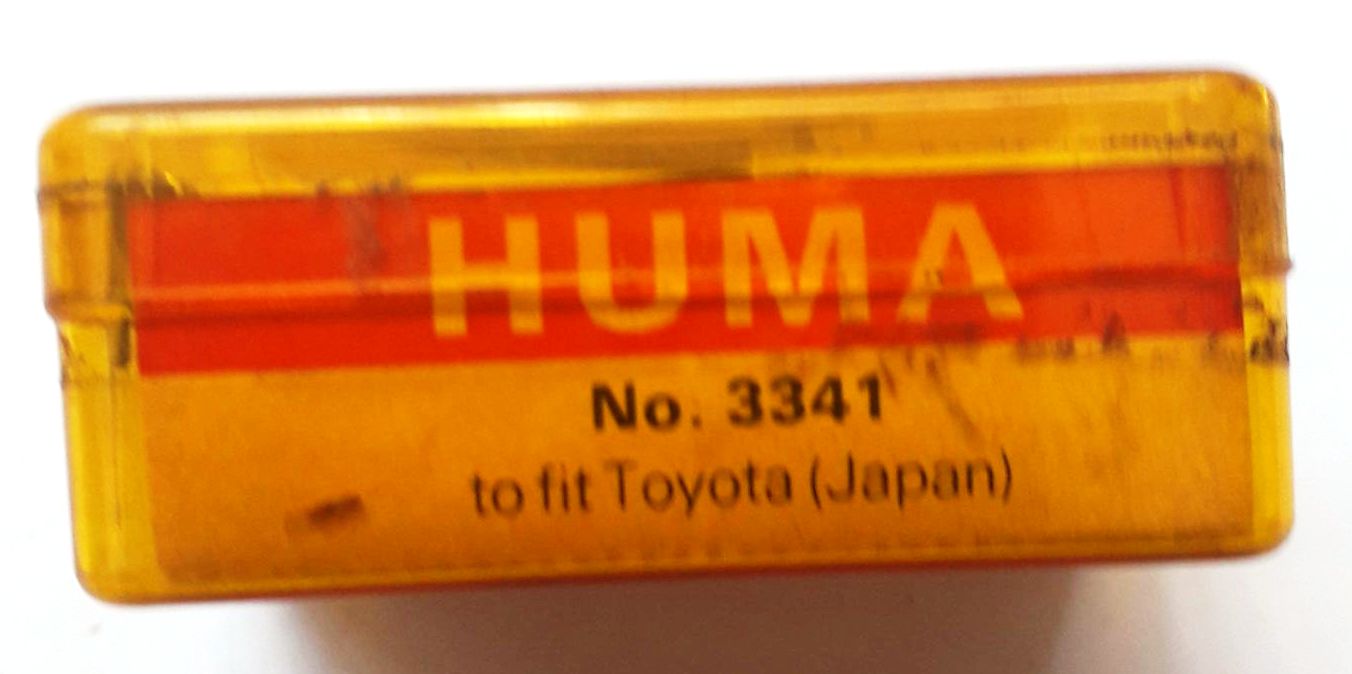 HUMA
No. 3341
to fit Toyota (Japan)